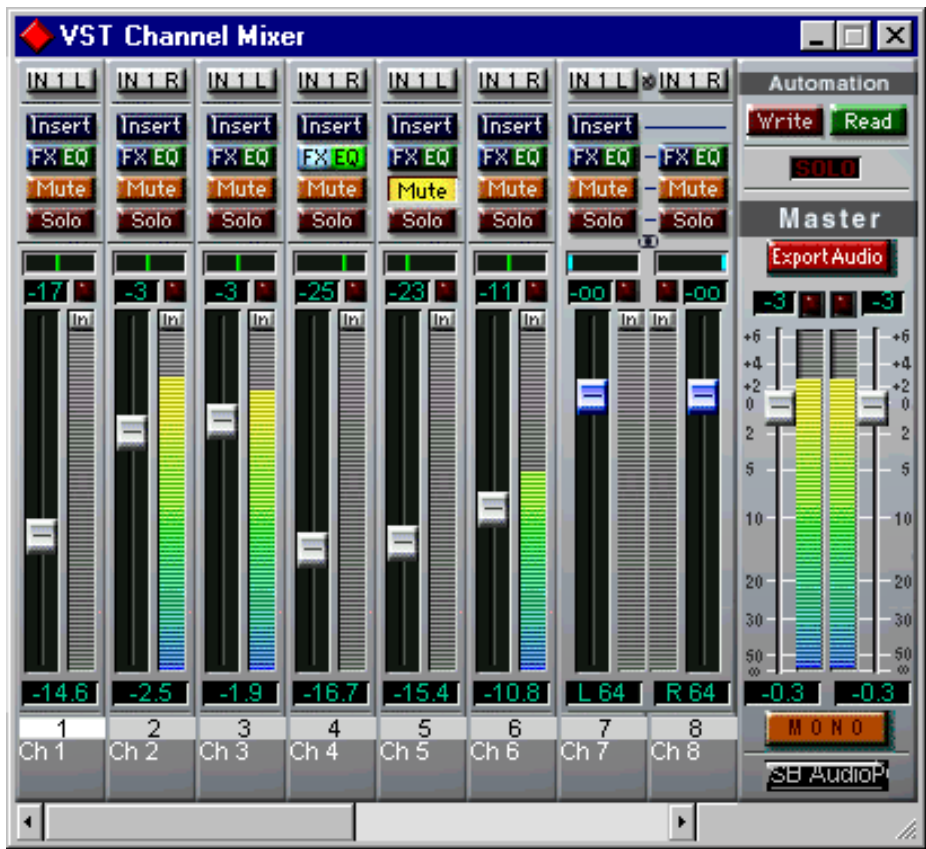 VST Channel Mixer
IN 1 L IN 1 R IN 1 L IN 1 R IN 1 L IN 1 R IN 1 L IN 1 R
Automation
Insert Insert Insert Insert Insert Insert Insert
Write Read
FX EQ FX EQ FX EQ FX EQ FX EQ FX EQ FX EQ FX EQ
SOLO
Mute Mute Mute Mute Mute Mute Mute Mute
Solo Solo Solo Solo Solo Solo Solo Solo
Master
Export Audio
-17 -3 -3 -25 -23 -11 -oo -oo
-3 -3
In In In In In In In In
+6 +6
+4 +4
+2 +2
0 0
2 2
5 5
10 10
20 20
30 30
50 50
∞ ∞
-14.6 -2.5 -1.9 -16.7 -15.4 -10.8 L 64 R 64
-0.3 -0.3
1 2 3 4 5 6 7 8
MONO
Ch 1 Ch 2 Ch 3 Ch 4 Ch 5 Ch 6 Ch 7 Ch 8
SB AudioP